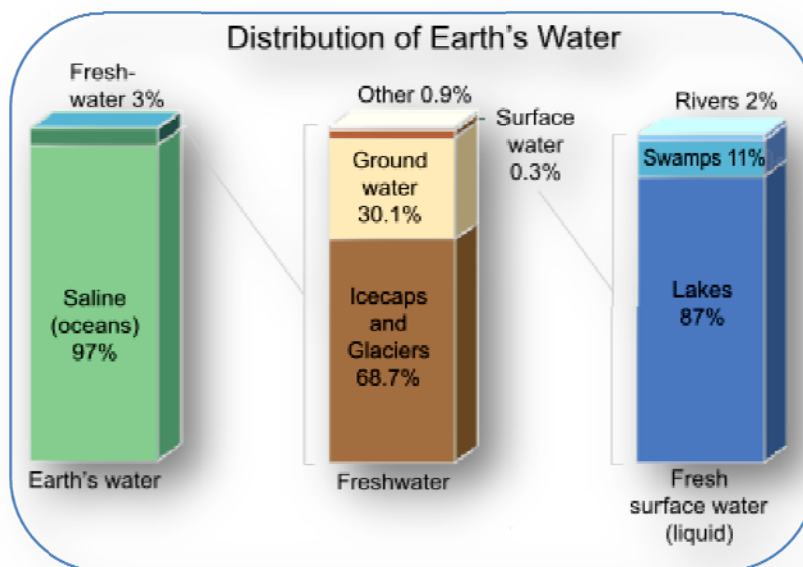 Distribution of Earth's Water
Fresh-
water 3%
Saline
(oceans)
97%
Earth's water
Other 0.9%
Surface
water
0.3%
Ground
water
30.1%
Icecaps
and
Glaciers
68.7%
Freshwater
Rivers 2%
Swamps 11%
Lakes
87%
Fresh
surface water
(liquid)